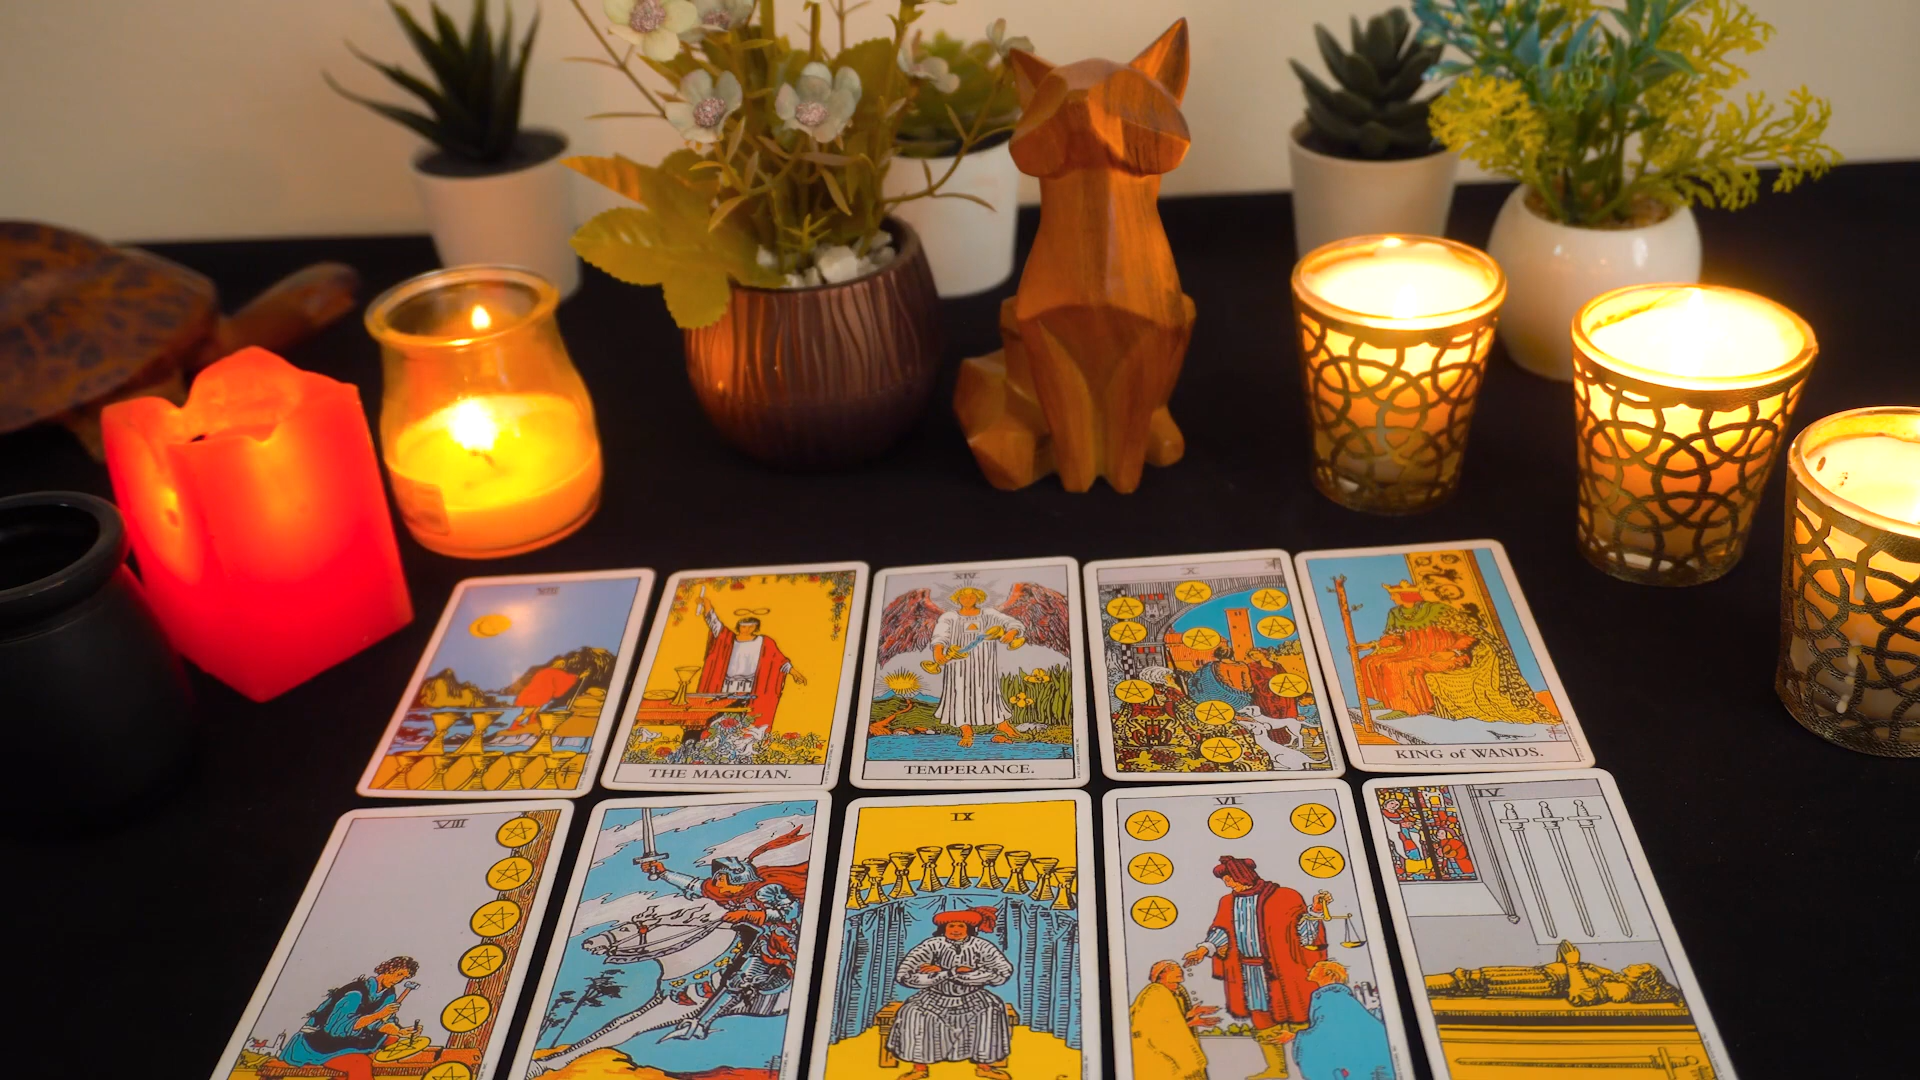 VIII
I
THE MAGICIAN.
XIV
TEMPERANCE.
X
KING of WANDS.
VIII
IX
VI
IV